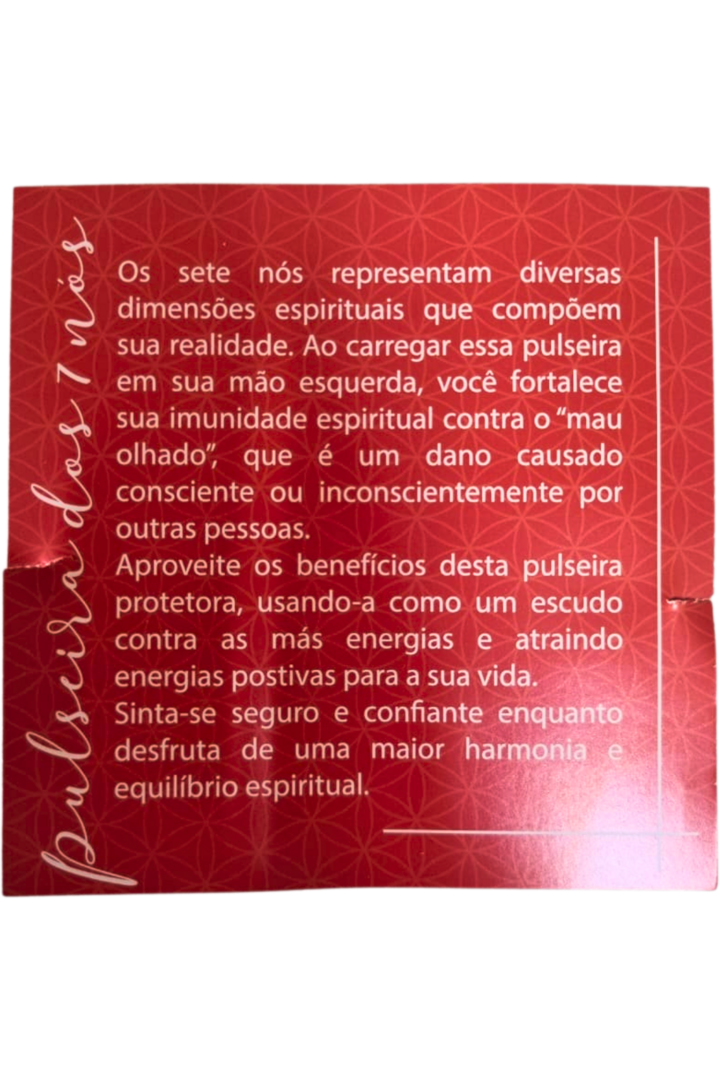 pulseira dos 7 nós
Os sete nós representam diversas
dimensões espirituais que compõem
sua realidade. Ao carregar essa pulseira
em sua mão esquerda, você fortalece
sua imunidade espiritual contra o “mau
olhado”, que é um dano causado
consciente ou inconscientemente por
outras pessoas.
Aproveite os benefícios desta pulseira
protetora, usando-a como um escudo
contra as más energias e atraindo
energias postivas para a sua vida.
Sinta-se seguro e confiante enquanto
desfruta de uma maior harmonia e
equilíbrio espiritual.